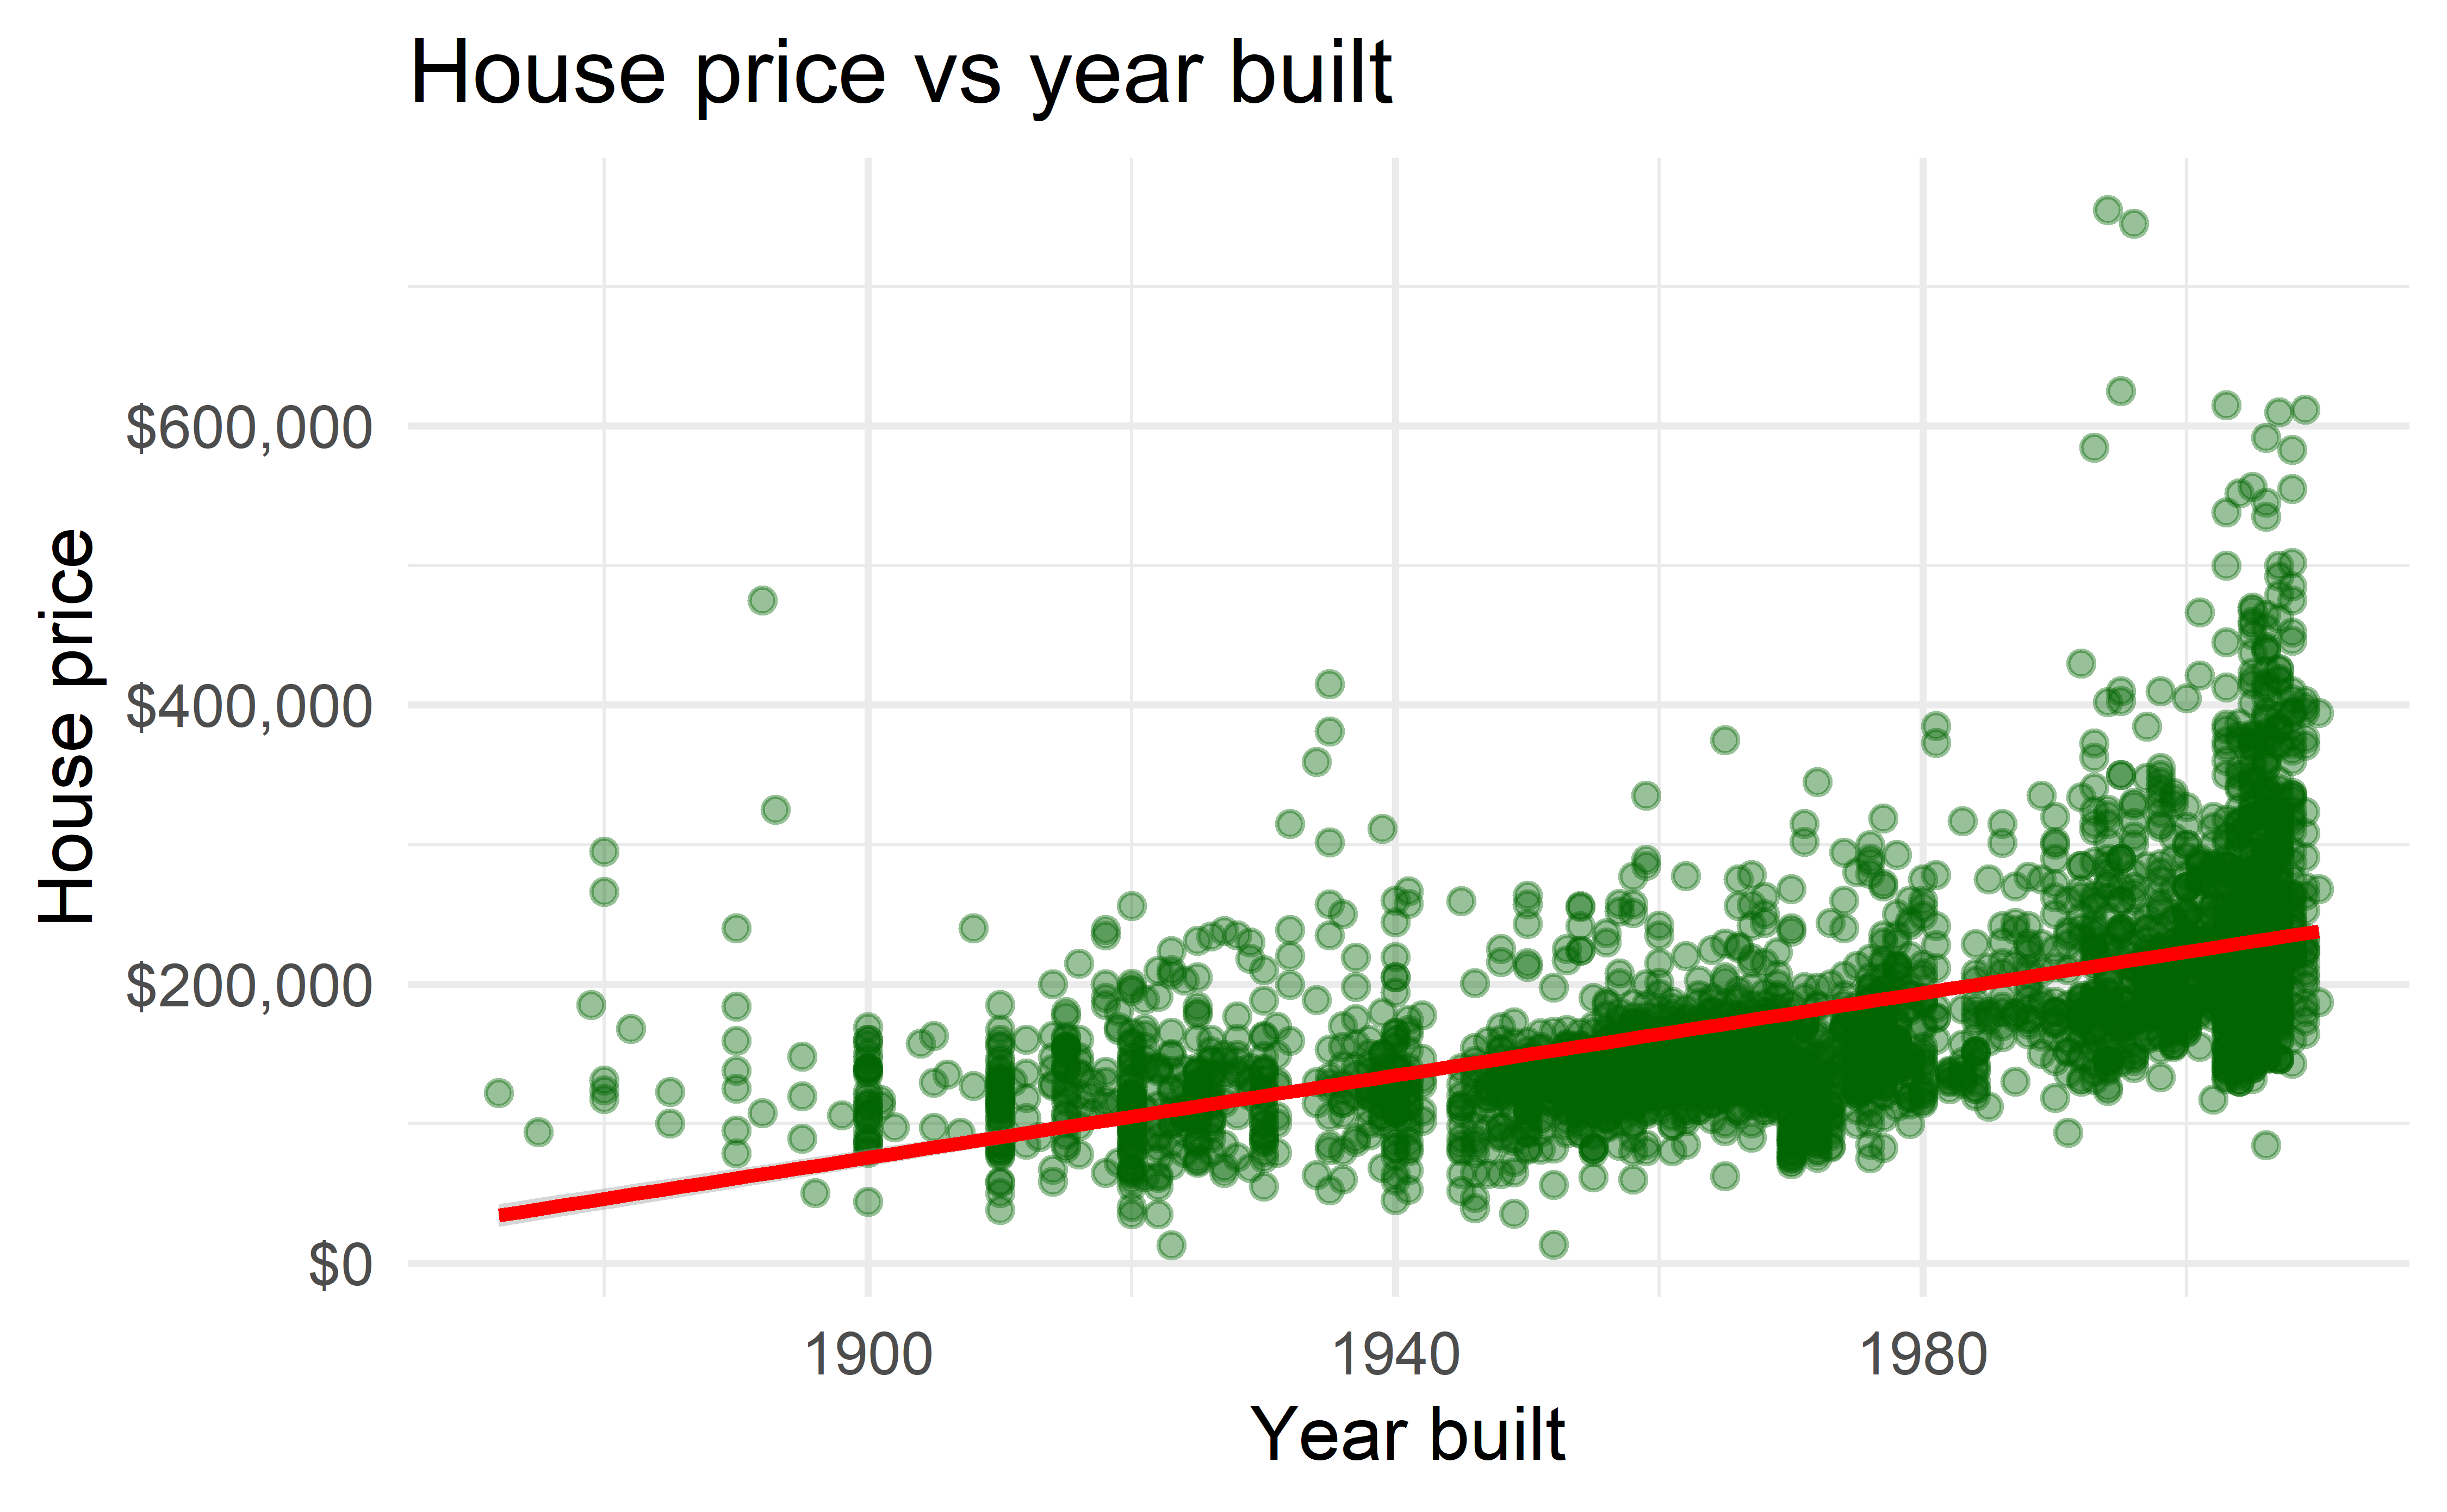 House price vs year built
House price
$600,000
$400,000
$200,000
$0
1900 1940 1980
Year built